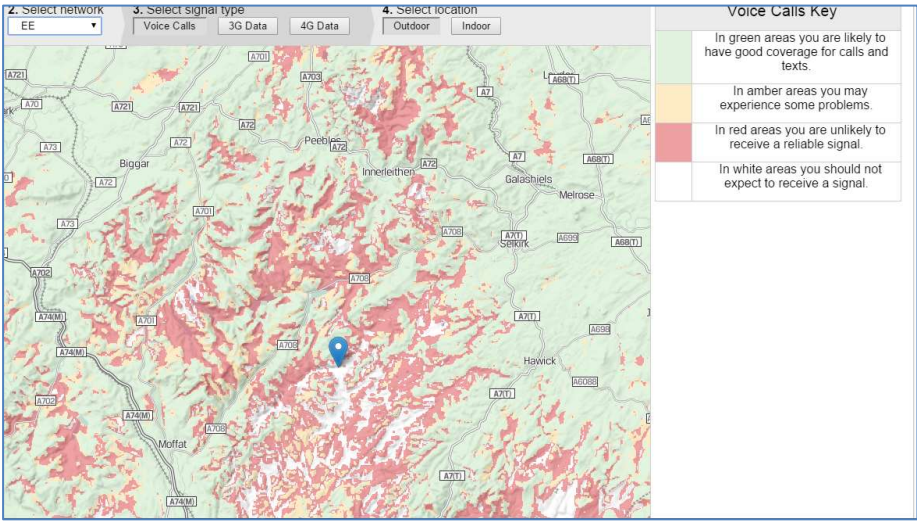 2. Select network
3. Select signal type
4. Select location
EE
Voice Calls
3G Data
4G Data
Outdoor
Indoor
Voice Calls Key
In green areas you are likely to
have good coverage for calls and
texts.
In amber areas you may
experience some problems.
In red areas you are unlikely to
receive a reliable signal.
In white areas you should not
expect to receive a signal.
A701
A721
A703
A68(T)
A7
A70
A721
A721
A72
A73
A72
Peebles
A72
Biggar
Innerleithen
A72
A7
A68(T)
A72
Galashiels
Melrose
A701
A73
A708
A7(T)
A699
A68(T)
Selkirk
A702
A708
A74(M)
A701
A7(T)
A698
A708
A74(M)
Hawick
A6088
A702
A7(T)
A74(M)
A708
Moffat
A7(T)
A74(M)